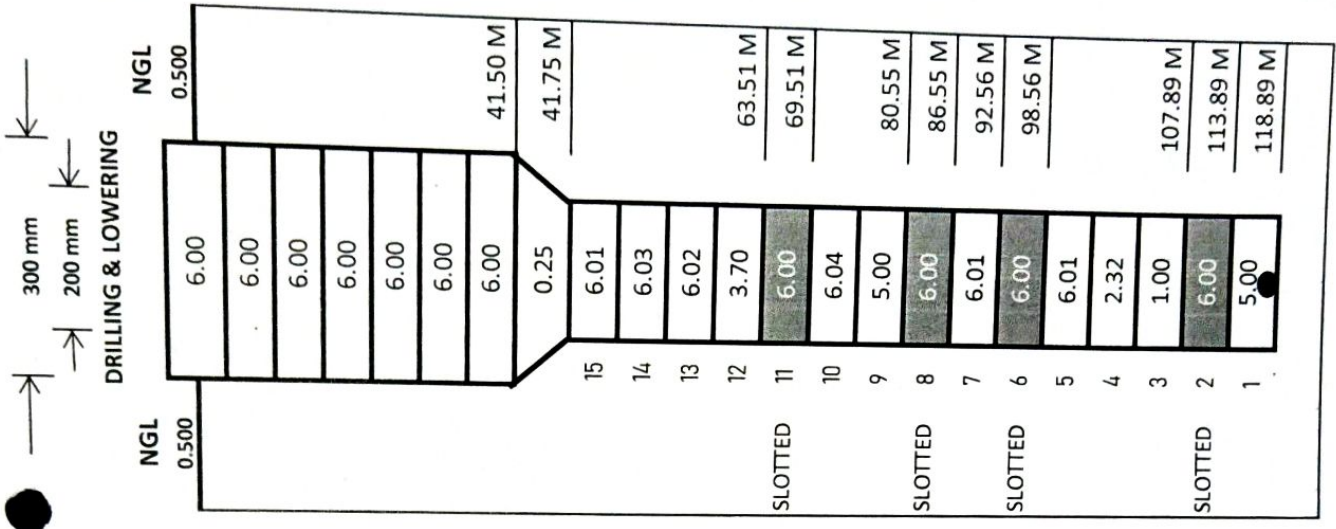 300 mm
200 mm
DRILLING & LOWERING
NGL NGL
0.500 0.500
6.00
6.00
6.00
6.00
6.00
6.00
6.00 41.50 M
0.25 41.75 M
15 6.01
14 6.03
13 6.02
12 3.70 63.51 M
SLOTTED 11 6.00 69.51 M
10 6.04
9 5.00 80.55 M
SLOTTED 8 6.00 86.55 M
7 6.01 92.56 M
SLOTTED 6 6.00 98.56 M
5 6.01
4 2.32
3 1.00 107.89 M
SLOTTED 2 6.00 113.89 M
1 5.00 118.89 M